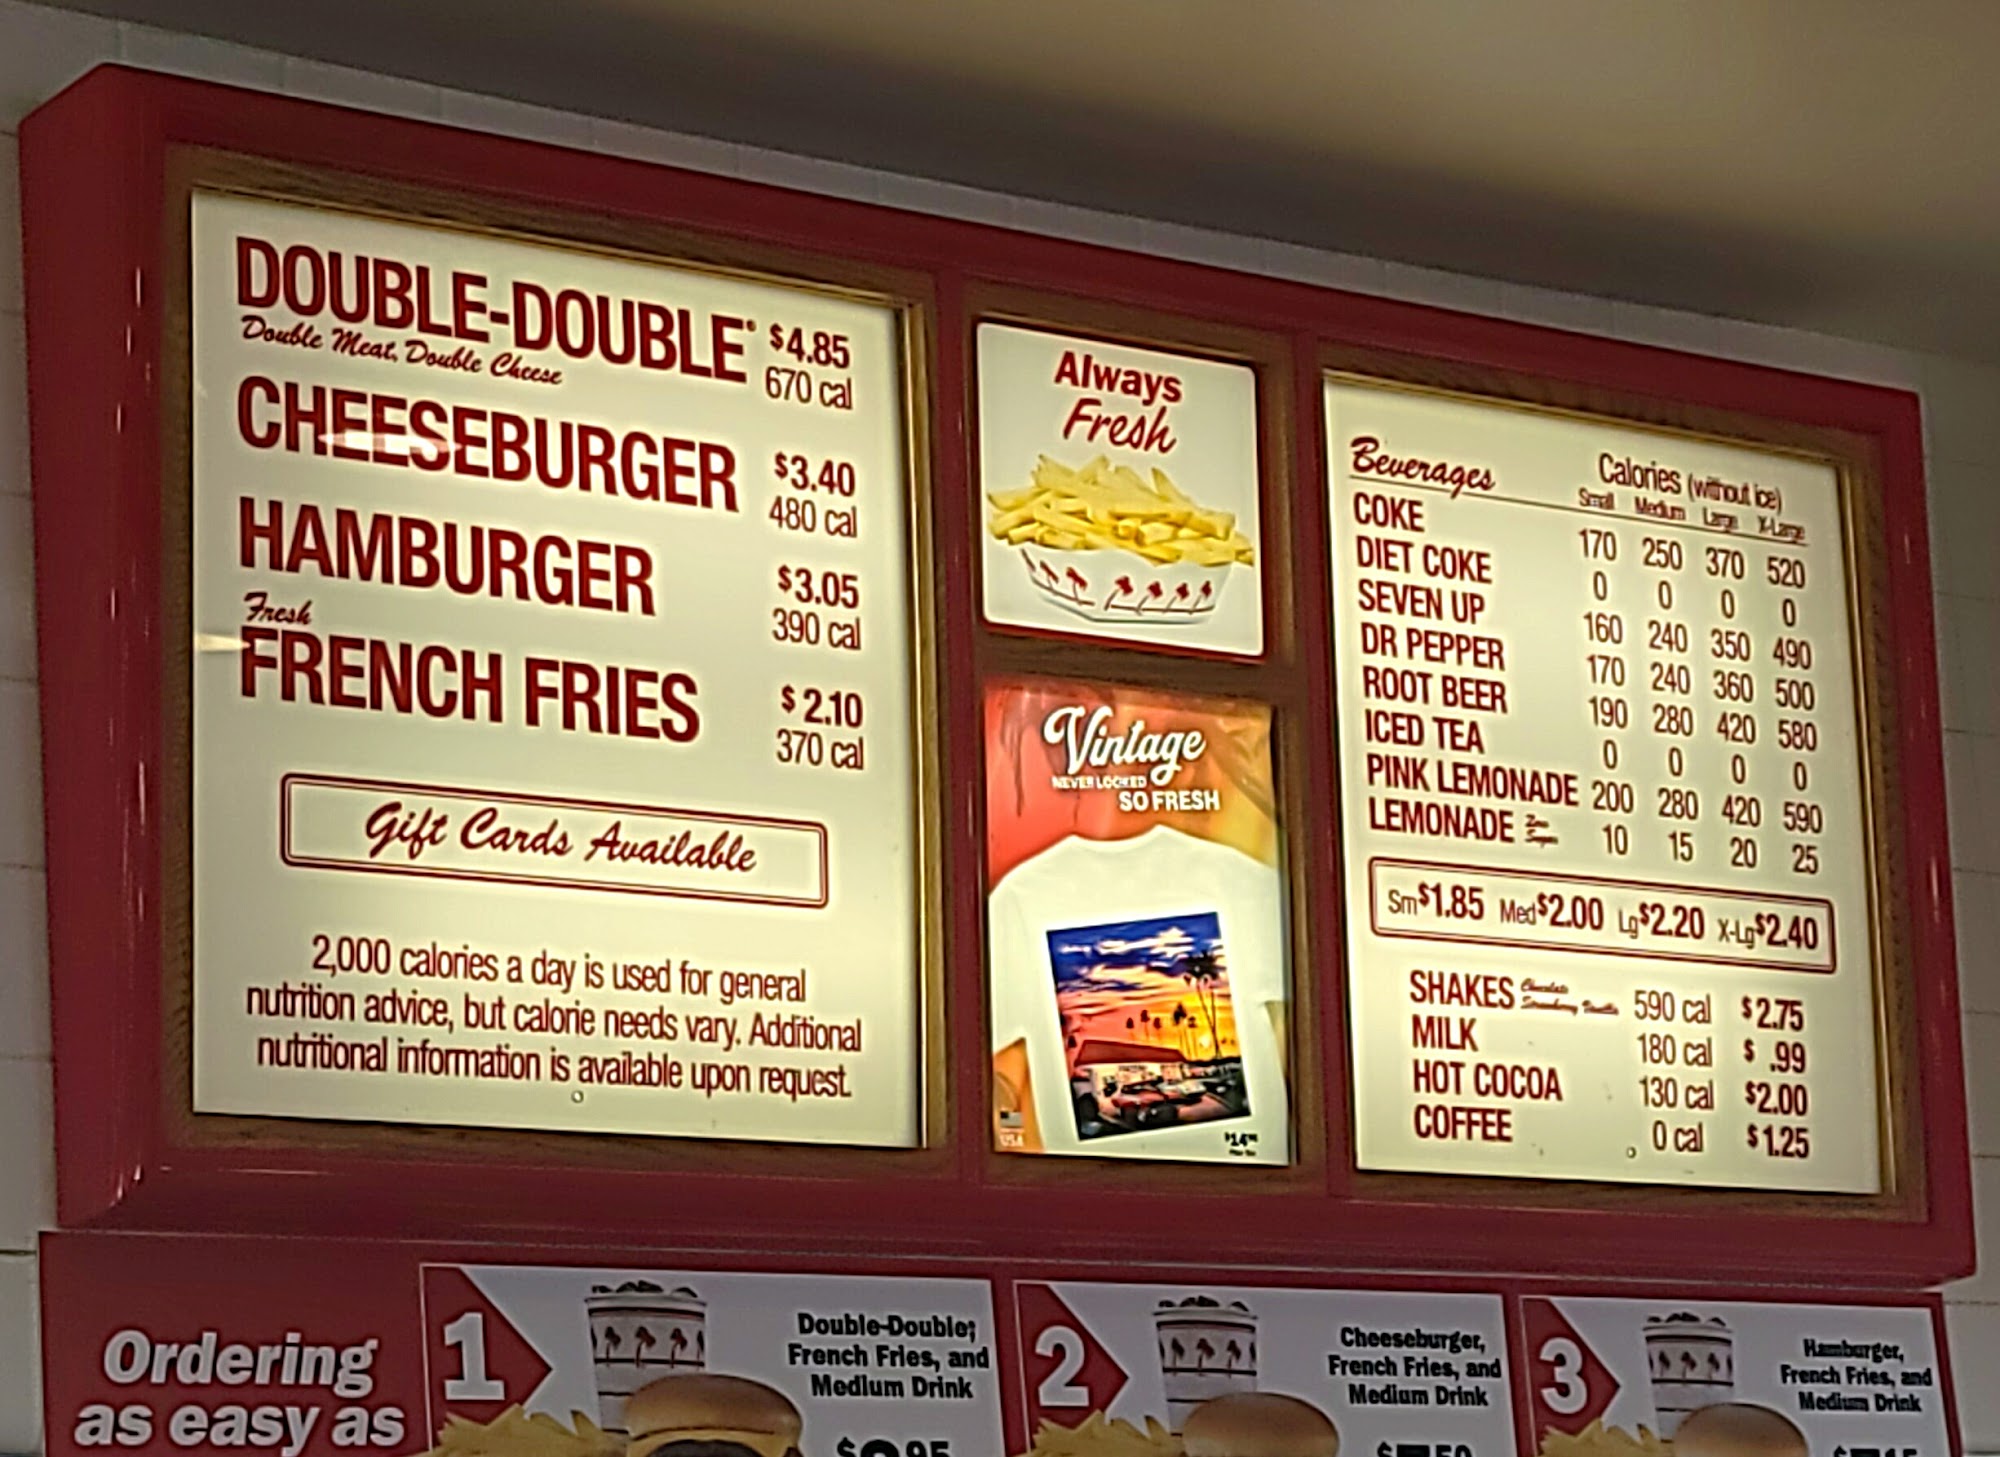 DOUBLE-DOUBLE® $4.85
Double Meat, Double Cheese 670 cal
CHEESEBURGER $3.40
480 cal
HAMBURGER $3.05
390 cal
Fresh
FRENCH FRIES $2.10
370 cal
Gift Cards Available
2,000 calories a day is used for general
nutrition advice, but calorie needs vary. Additional
nutritional information is available upon request.
Always
Fresh
Vintage
NEVER LOOKED
SO FRESH
USA
Beverages Calories (without ice)
Small Medium Large X-Large
COKE 170 250 370 520
DIET COKE 0 0 0 0
SEVEN UP 160 240 350 490
DR PEPPER 170 240 360 500
ROOT BEER 190 280 420 580
ICED TEA 0 0 0 0
PINK LEMONADE 200 280 420 590
LEMONADE Zero Sugar 10 15 20 25
Sm $1.85 Med $2.00 Lg $2.20 X-Lg $2.40
SHAKES Chocolate Strawberry Vanilla 590 cal $2.75
MILK 180 cal $ .99
HOT COCOA 130 cal $2.00
COFFEE 0 cal $1.25
Ordering
as easy as
1
Double-Double,
French Fries, and
Medium Drink
2
Cheeseburger,
French Fries, and
Medium Drink
3
Hamburger,
French Fries, and
Medium Drink